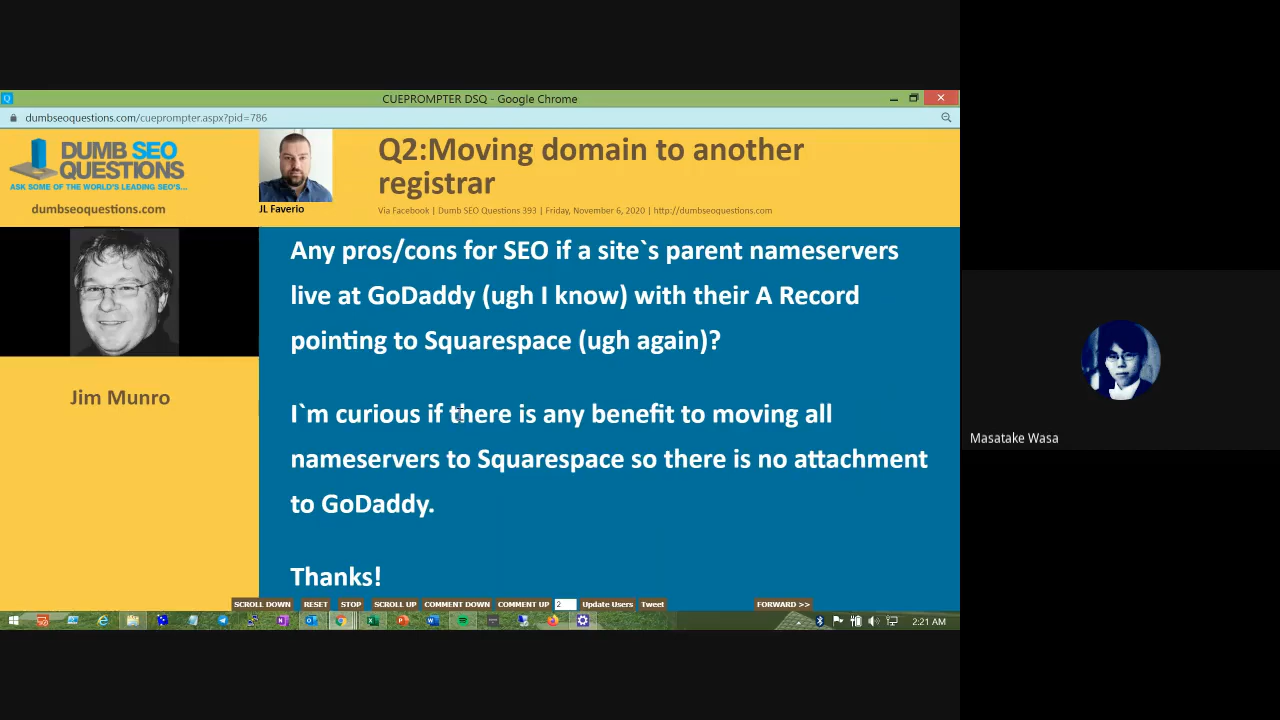 CUEPROMPTER DSQ - Google Chrome
dumbseoquestions.com/cueprompter.aspx?pid=786
DUMB SEO
QUESTIONS
ASK SOME OF THE WORLD'S LEADING SEO'S...
dumbseoquestions.com
JL Faverio
Q2:Moving domain to another
registrar
Via Facebook | Dumb SEO Questions 393 | Friday, November 6, 2020 | http://dumbseoquestions.com
Jim Munro
Any pros/cons for SEO if a site`s parent nameservers
live at GoDaddy (ugh I know) with their A Record
pointing to Squarespace (ugh again)?
I`m curious if there is any benefit to moving all
nameservers to Squarespace so there is no attachment
to GoDaddy.
Thanks!
SCROLL DOWN RESET STOP SCROLL UP COMMENT DOWN COMMENT UP 2 Update Users Tweet FORWARD >>
2:21 AM
Masatake Wasa